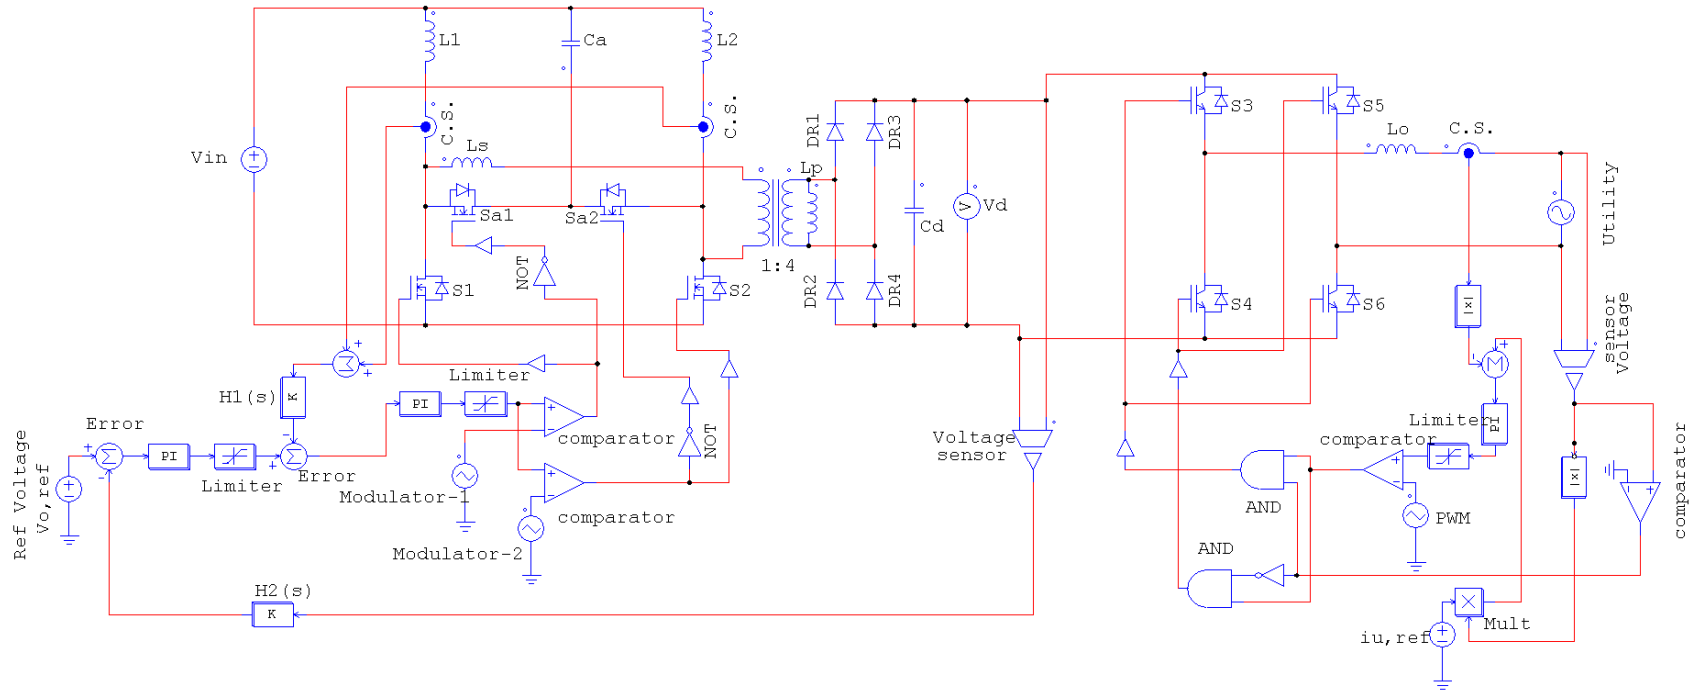 L1
Ca
L2
C.S.
C.S.
Vin
Ls
Sa1
Sa2
NOT
S1
S2
Lp
1:4
DR1
DR3
DR2
DR4
Cd
V
Vd
S3
S5
S4
S6
Lo
C.S.
Utility
|x|
Voltage
sensor
H1(s)
K
Limiter
PI
Error
PI
Limiter
Error
Ref Voltage
Vo,ref
comparator
Modulator-1
comparator
Modulator-2
NOT
Voltage
sensor
H2(s)
K
Limiter
PI
comparator
PWM
AND
AND
|x|
comparator
iu,ref
Mult